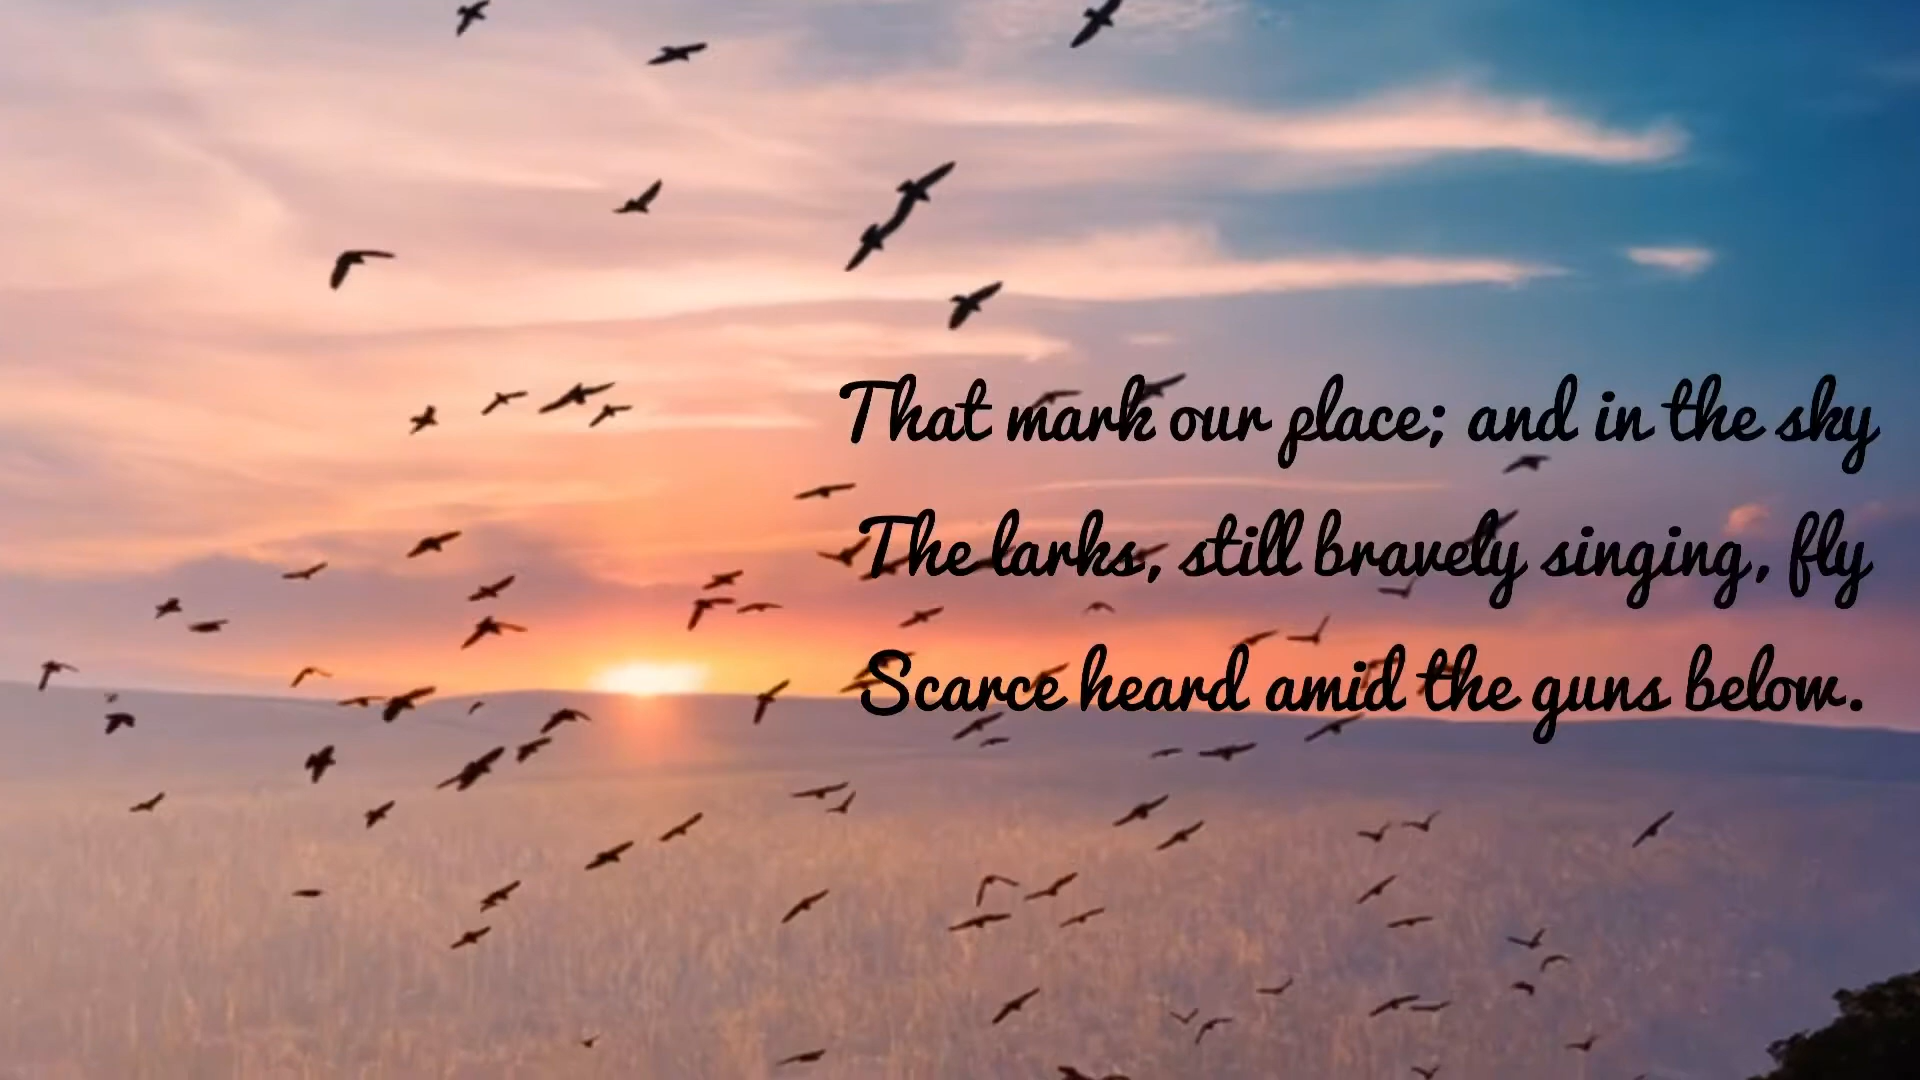 That mark our place; and in the sky
The larks, still bravely singing, fly
Scarce heard amid the guns below.